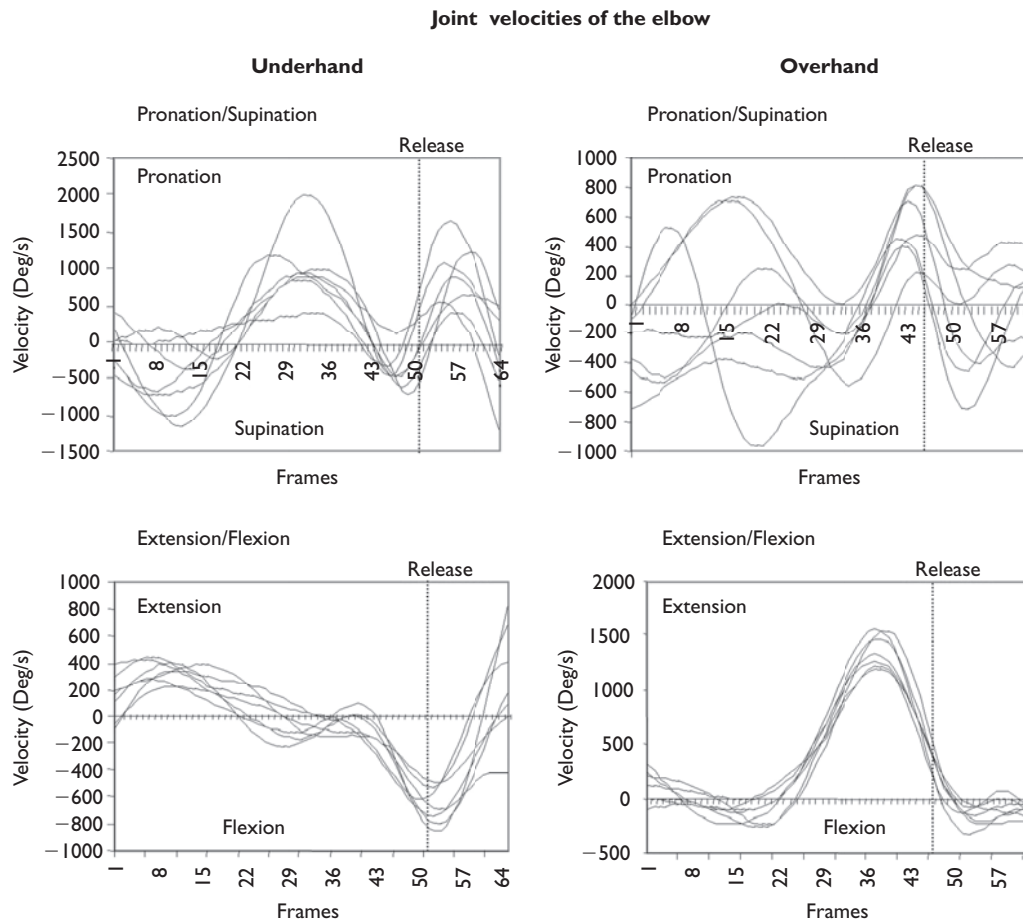 Joint velocities of the elbow
Underhand
Overhand
Pronation/Supination
Release
2500
2000
1500
1000
500
0
−500
−1000
−1500
Velocity (Deg/s)
Pronation
Supination
1
8
15
22
29
36
43
50
57
64
Frames
Pronation/Supination
Release
1000
800
600
400
200
0
−200
−400
−600
−800
−1000
Velocity (Deg/s)
Pronation
Supination
1
8
15
22
29
36
43
50
57
Frames
Extension/Flexion
Release
1000
800
600
400
200
0
−200
−400
−600
−800
−1000
Velocity (Deg/s)
Extension
Flexion
1
8
15
22
29
36
43
50
57
64
Frames
Extension/Flexion
Release
2000
1500
1000
500
0
−500
Velocity (Deg/s)
Extension
Flexion
1
8
15
22
29
36
43
50
57
Frames